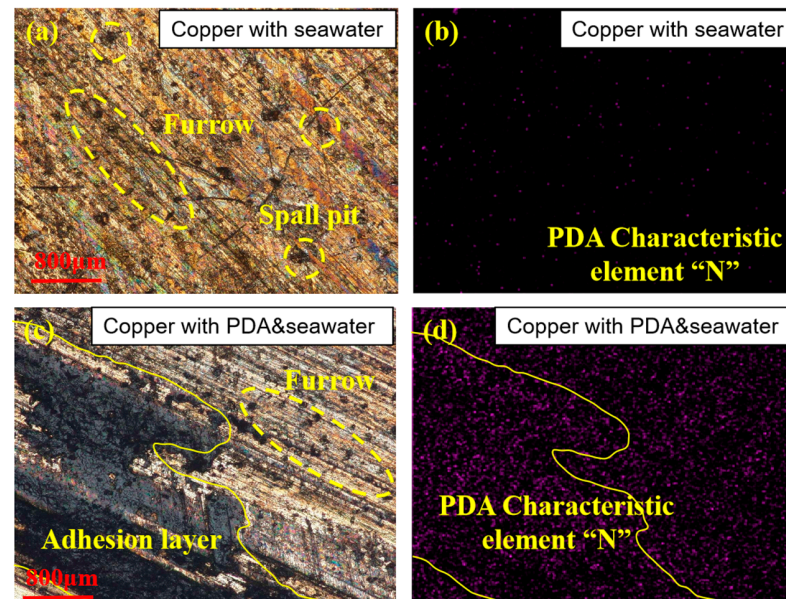 (a)
Copper with seawater
Furrow
Spall pit
800μm
(b)
Copper with seawater
PDA Characteristic
element “N”
(c)
Copper with PDA&seawater
Furrow
Adhesion layer
800μm
(d)
Copper with PDA&seawater
PDA Characteristic
element “N”